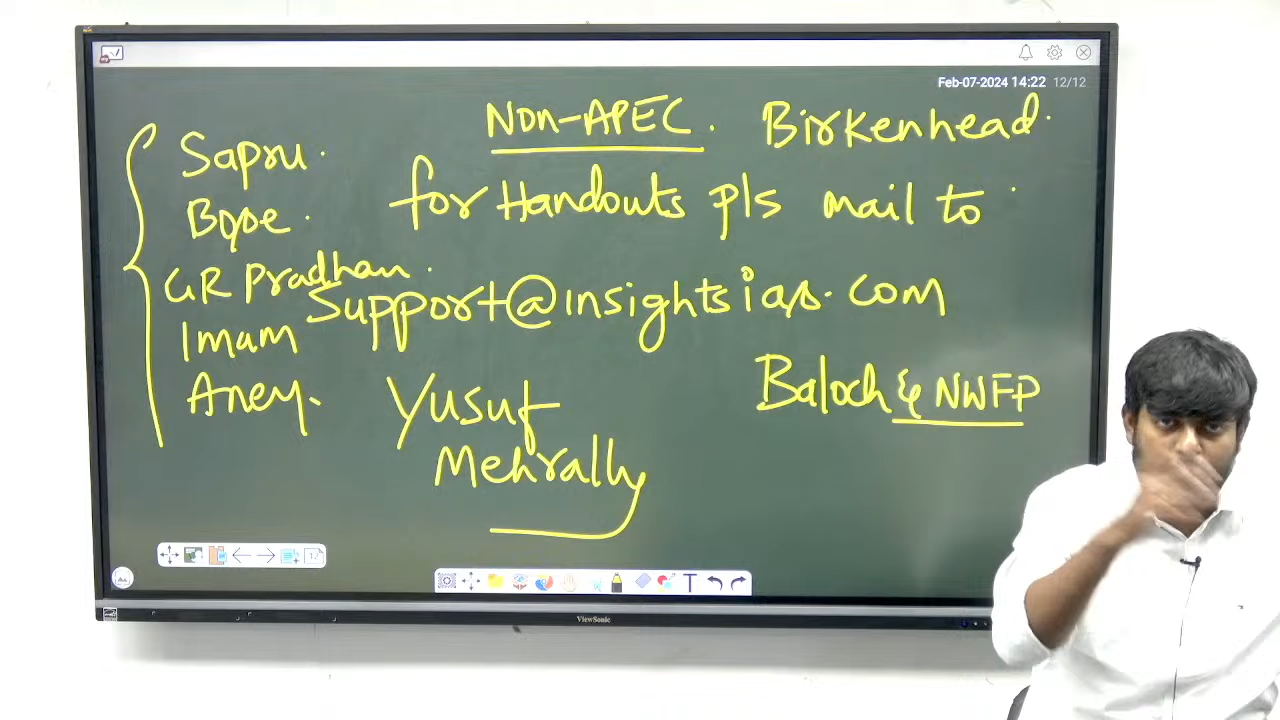 Feb-07-2024 14:22 12/12
Non-APEC. Birkenhead.
Sapru.
for Handouts pls mail to
Bose.
GR Pradhan.
Support@insightsias.com
Imam
Aney.
Yusuf
Mehrally
Baloch & NWFP
12
T
ViewSonic